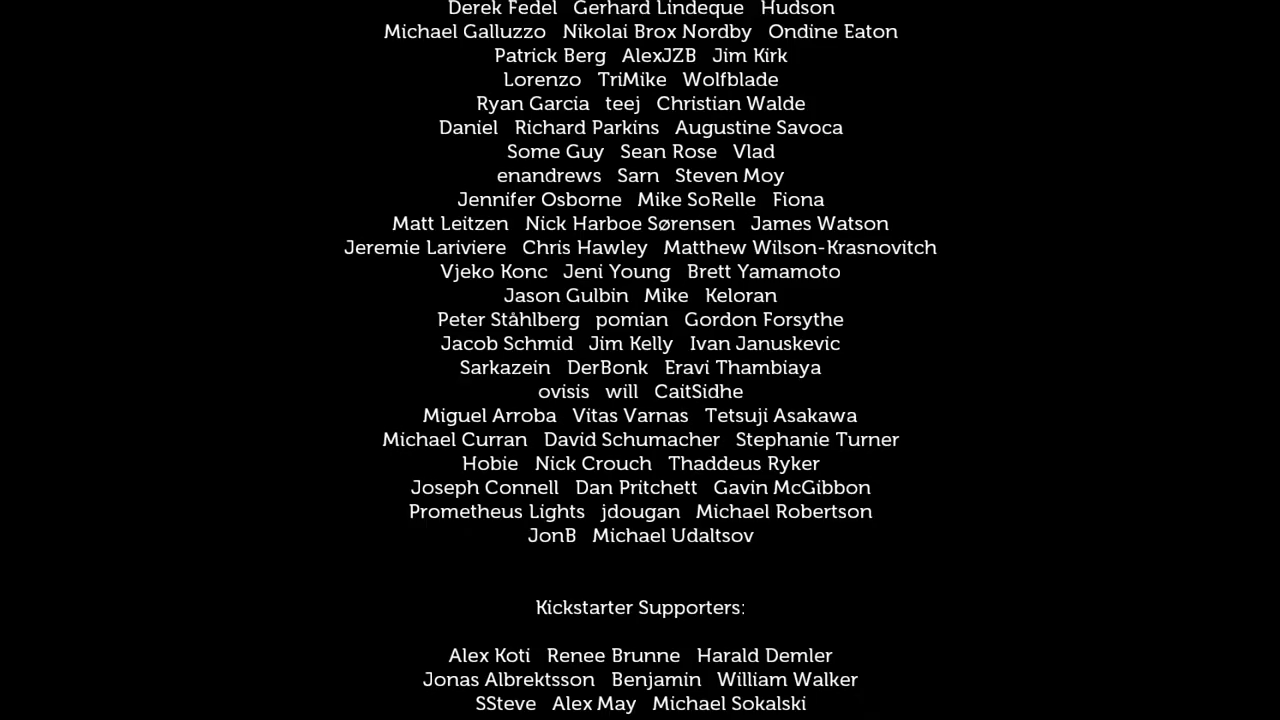 Derek Fedel Gerhard Lindeque Hudson
Michael Galluzzo Nikolai Brox Nordby Ondine Eaton
Patrick Berg AlexJZB Jim Kirk
Lorenzo TriMike Wolfblade
Ryan Garcia teej Christian Walde
Daniel Richard Parkins Augustine Savoca
Some Guy Sean Rose Vlad
enandrews Sarn Steven Moy
Jennifer Osborne Mike SoRelle Fiona
Matt Leitzen Nick Harboe Sørensen James Watson
Jeremie Lariviere Chris Hawley Matthew Wilson-Krasnovitch
Vjeko Konc Jeni Young Brett Yamamoto
Jason Gulbin Mike Keloran
Peter Ståhlberg pomian Gordon Forsythe
Jacob Schmid Jim Kelly Ivan Januskevic
Sarkazein DerBonk Eravi Thambiaya
ovisis will CaitSidhe
Miguel Arroba Vitas Varnas Tetsuji Asakawa
Michael Curran David Schumacher Stephanie Turner
Hobie Nick Crouch Thaddeus Ryker
Joseph Connell Dan Pritchett Gavin McGibbon
Prometheus Lights jdougan Michael Robertson
JonB Michael Udaltsov
Kickstarter Supporters:
Alex Koti Renee Brunne Harald Demler
Jonas Albrektsson Benjamin William Walker
SSteve Alex May Michael Sokalski